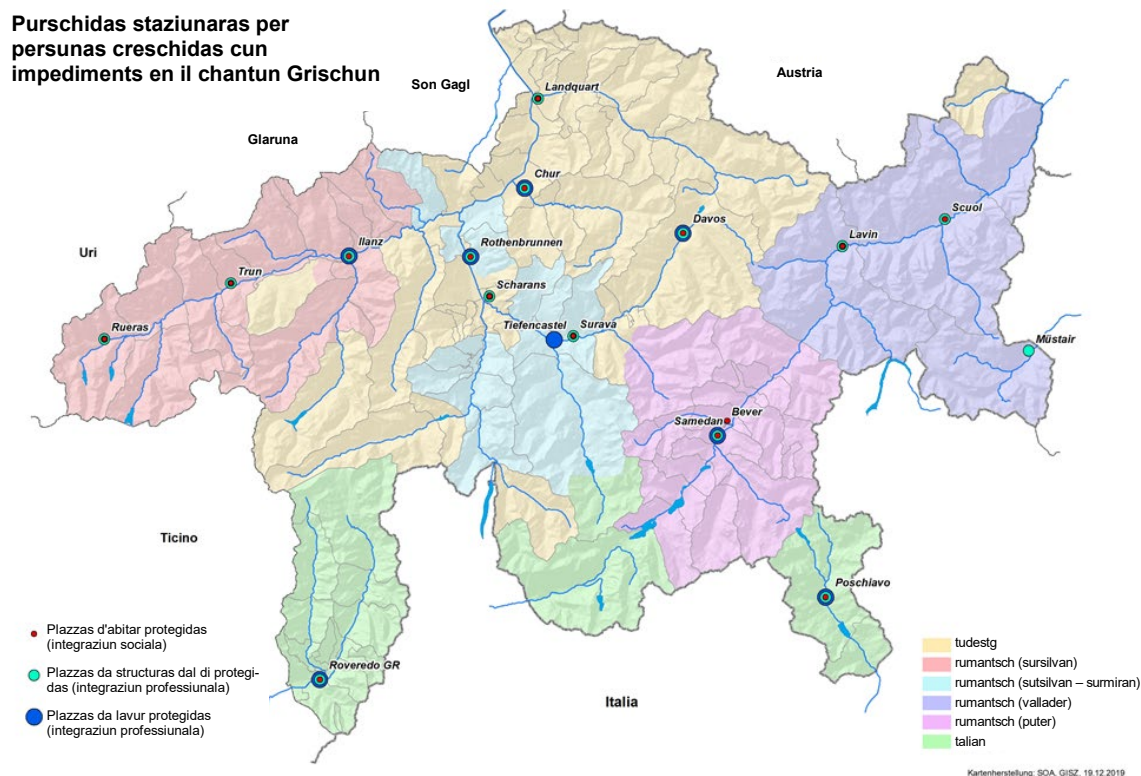 Purschidas staziunaras per
persunas creschidas cun
impediments en il chantun Grischun
Son Gagl
Austria
Landquart
Glaruna
Chur
Scuol
Davos
Lavin
Ilanz
Rothenbrunnen
Uri
Trun
Scharans
Tiefencastel
Surava
Rueras
Müstair
Bever
Samedan
Ticino
Poschiavo
Roveredo GR
Italia
Plazzas d'abitar protegidas
(integraziun sociala)
Plazzas da structuras dal di protegi-
das (integraziun professiunala)
Plazzas da lavur protegidas
(integraziun professiunala)
tudestg
rumantsch (sursilvan)
rumantsch (sutsilvan – surmiran)
rumantsch (vallader)
rumantsch (puter)
talian
Kartenherstellung: SOA, GISZ, 19.12.2019